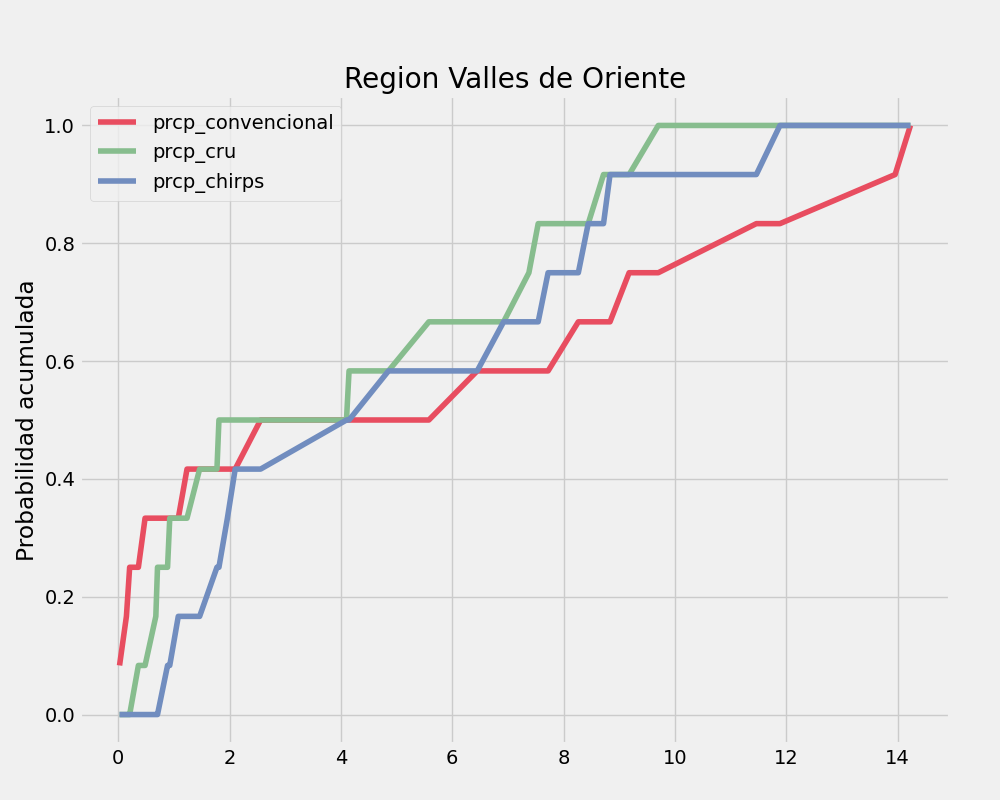 Region Valles de Oriente
prcp_convencional
prcp_cru
prcp_chirps
Probabilidad acumulada
1.0
0.8
0.6
0.4
0.2
0.0
0 2 4 6 8 10 12 14